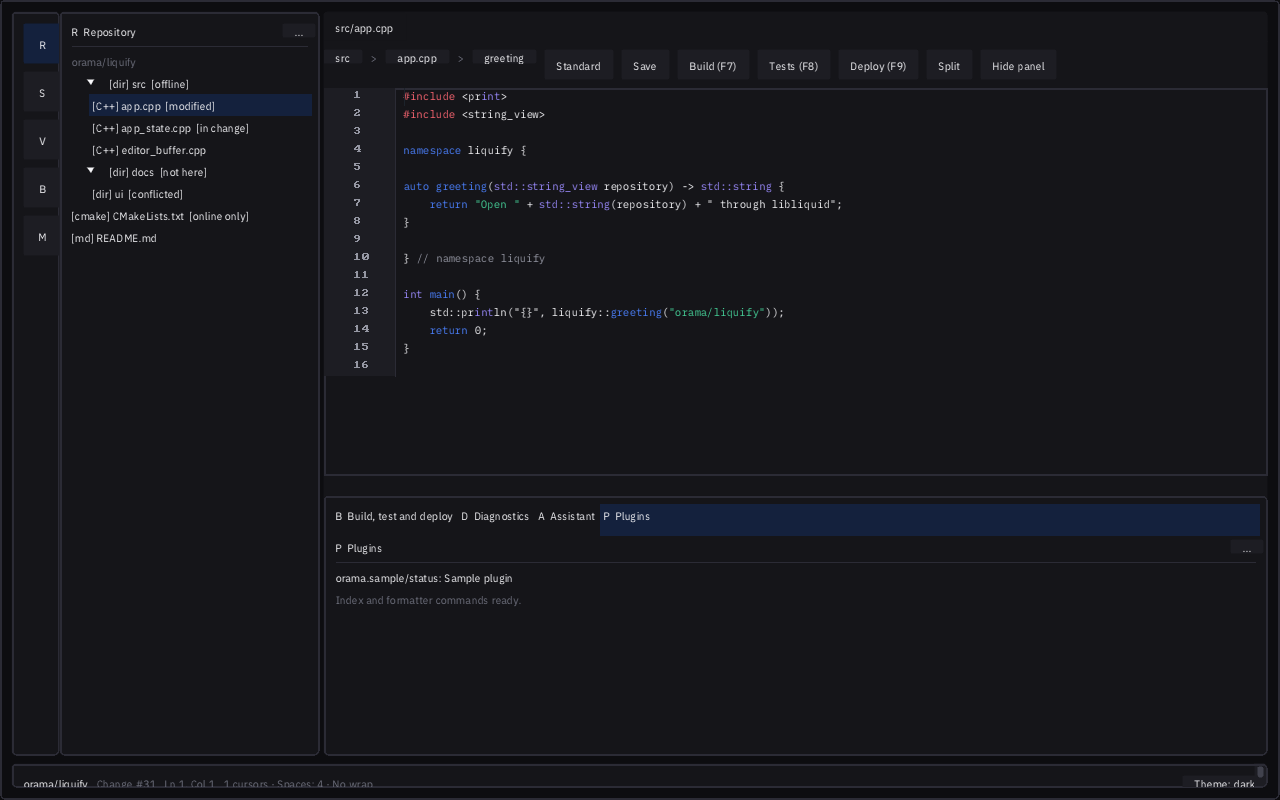 R
S
V
B
M
R Repository
...
orama/liquify
▼ [dir] src [offline]
[C++] app.cpp [modified]
[C++] app_state.cpp [in change]
[C++] editor_buffer.cpp
▼ [dir] docs [not here]
[dir] ui [conflicted]
[cmake] CMakeLists.txt [online only]
[md] README.md
src/app.cpp
src > app.cpp > greeting Standard Save Build (F7) Tests (F8) Deploy (F9) Split Hide panel
1 #include <print>
2 #include <string_view>
3
4 namespace liquify {
5
6 auto greeting(std::string_view repository) -> std::string {
7     return "Open " + std::string(repository) + " through libliquid";
8 }
9
10 } // namespace liquify
11
12 int main() {
13     std::println("{}", liquify::greeting("orama/liquify"));
14     return 0;
15 }
16
B Build, test and deploy D Diagnostics A Assistant P Plugins
P Plugins ...
orama.sample/status: Sample plugin
Index and formatter commands ready.
orama/liquify Change #31 Ln 1, Col 1 1 cursors · Spaces: 4 · No wrap Theme: dark